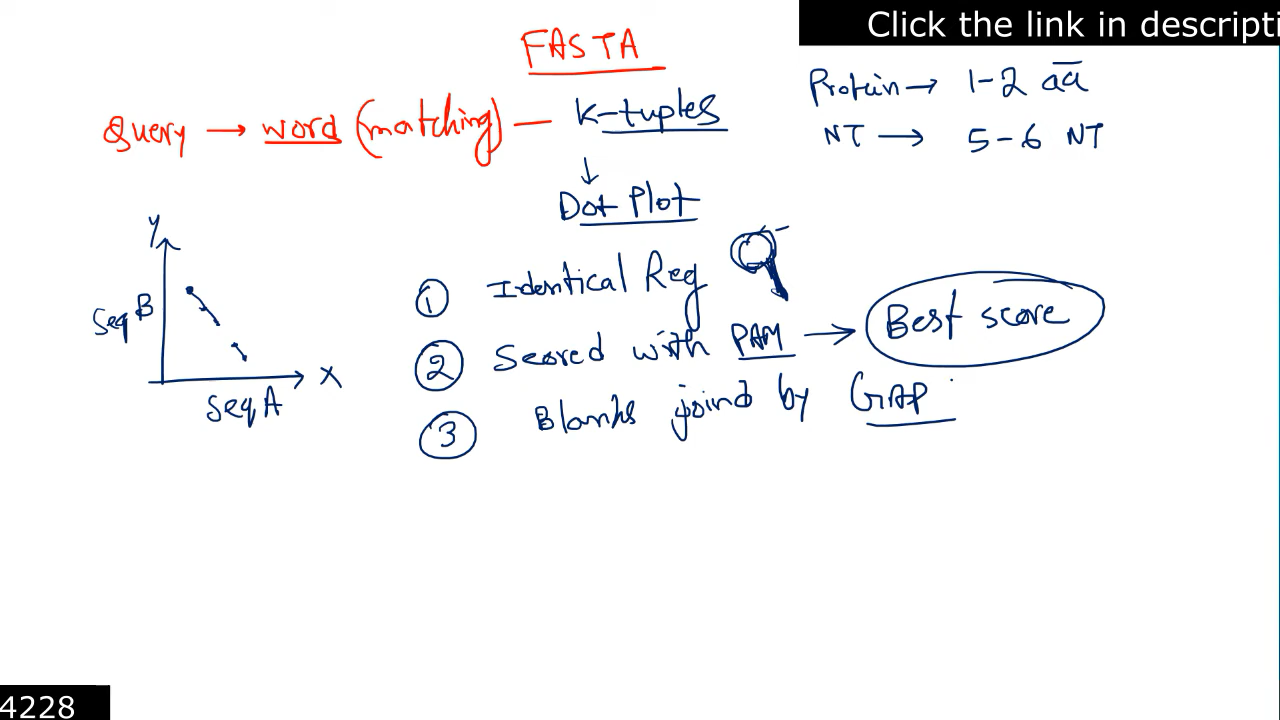 Click the link in descripti
FASTA
Protein → 1-2 aa
Query → word (matching) — K-tuples
NT → 5-6 NT
↓
Dot Plot
Y
Seq B
X
Seq A
① Identical Reg
② Scored with PAM → Best score
③ Blanks joind by GAP
4228